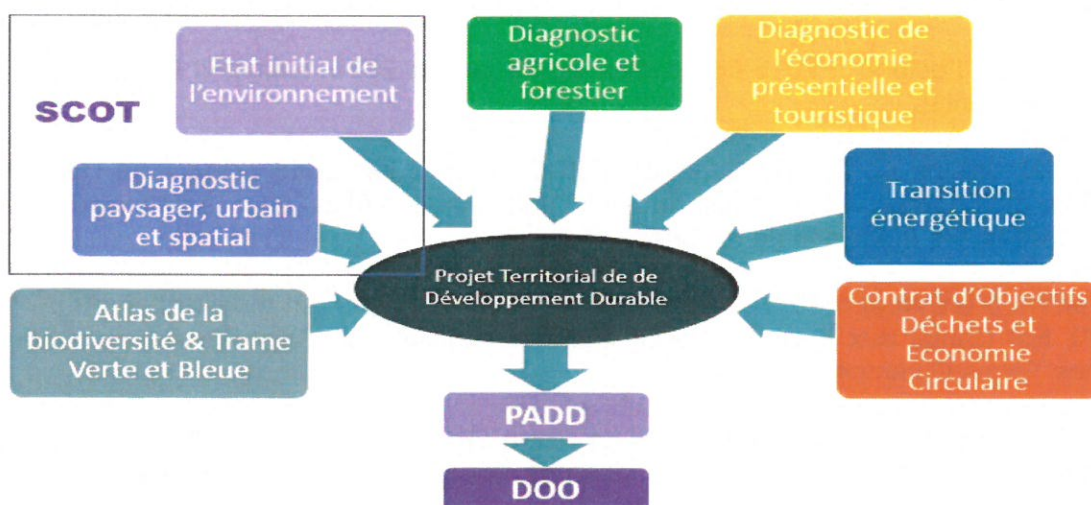 SCOT
Etat initial de
l'environnement
Diagnostic
agricole et
forestier
Diagnostic de
l'économie
présentielle et
touristique
Diagnostic
paysager, urbain
et spatial
Transition
énergétique
Projet Territorial de de
Développement Durable
Atlas de la
biodiversité & Trame
Verte et Bleue
Contrat d'Objectifs
Déchets et
Economie
Circulaire
PADD
DOO